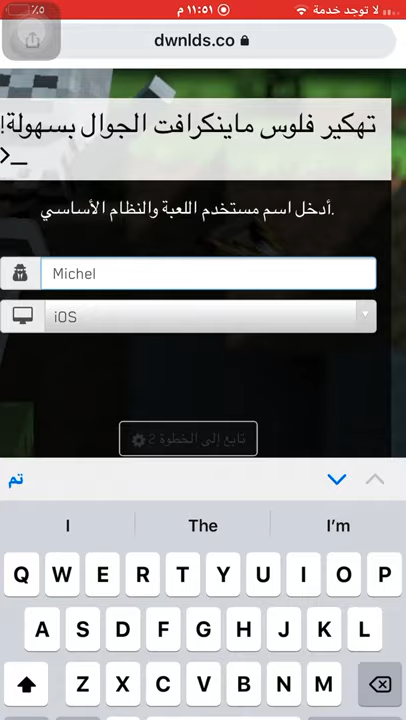 لا توجد خدمة
١١:٥١ م
٥٪
dwnlds.co
تهكير فلوس ماينكرافت الجوال بسهولة!
>_
أدخل اسم مستخدم اللعبة والنظام الأساسي.
Michel
iOS
تابع إلى الخطوة 2
تم
I The I'm
Q W E R T Y U I O P
A S D F G H J K L
Z X C V B N M